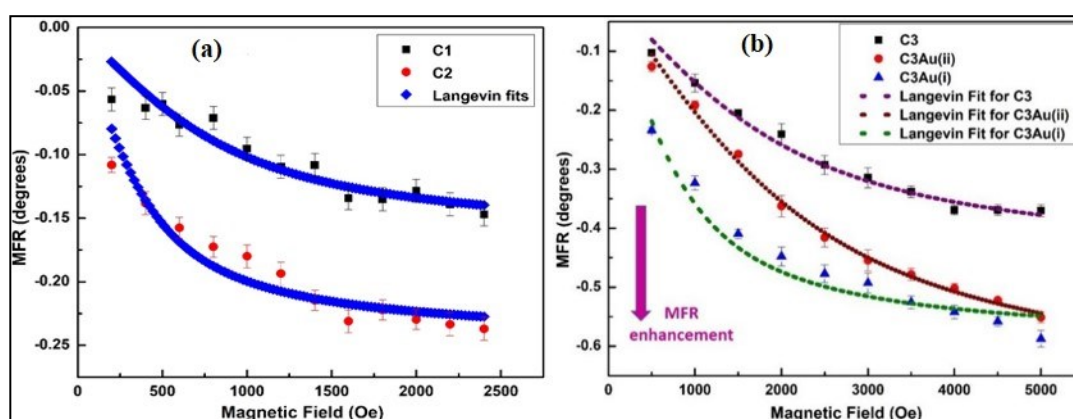 (a)
C1
C2
Langevin fits
0.00
-0.05
-0.10
-0.15
-0.20
-0.25
MFR (degrees)
0
500
1000
1500
2000
2500
Magnetic Field (Oe)
(b)
C3
C3Au(ii)
C3Au(i)
Langevin Fit for C3
Langevin Fit for C3Au(ii)
Langevin Fit for C3Au(i)
-0.1
-0.2
-0.3
-0.4
-0.5
-0.6
MFR (degrees)
MFR
enhancement
0
500
1000
1500
2000
2500
3000
3500
4000
4500
5000
Magnetic Field (Oe)